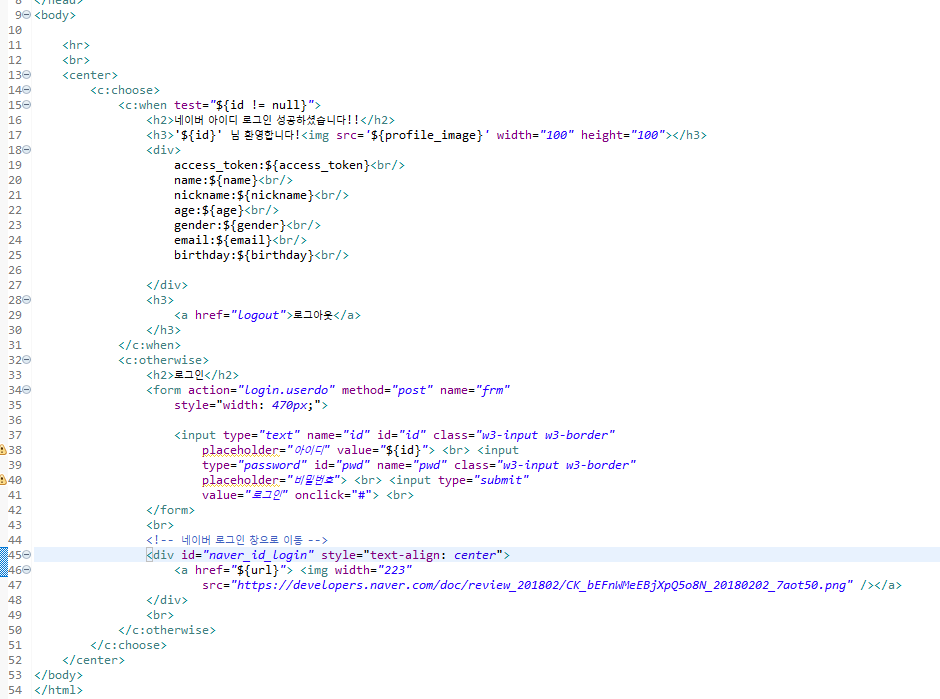 8 </head>
9 <body>
10
11 <hr>
12 <br>
13 <center>
14 <c:choose>
15 <c:when test="${id != null}">
16 <h2>네이버 아이디 로그인 성공하셨습니다!!</h2>
17 <h3>'${id}' 님 환영합니다!<img src='${profile_image}' width="100" height="100"></h3>
18 <div>
19 access_token:${access_token}<br/>
20 name:${name}<br/>
21 nickname:${nickname}<br/>
22 age:${age}<br/>
23 gender:${gender}<br/>
24 email:${email}<br/>
25 birthday:${birthday}<br/>
26
27 </div>
28 <h3>
29 <a href="logout">로그아웃</a>
30 </h3>
31 </c:when>
32 <c:otherwise>
33 <h2>로그인</h2>
34 <form action="login.userdo" method="post" name="frm"
35 style="width: 470px;">
36
37 <input type="text" name="id" id="id" class="w3-input w3-border"
38 placeholder="아이디" value="${id}"> <br> <input
39 type="password" id="pwd" name="pwd" class="w3-input w3-border"
40 placeholder="비밀번호"> <br> <input type="submit"
41 value="로그인" onclick="#"> <br>
42 </form>
43 <br>
44 <!-- 네이버 로그인 창으로 이동 -->
45 <div id="naver_id_login" style="text-align: center">
46 <a href="${url}"> <img width="223"
47 src="https://developers.naver.com/doc/review_201802/CK_bEFnWMeEBjXpQ5o8N_20180202_7aot50.png" /></a>
48 </div>
49 <br>
50 </c:otherwise>
51 </c:choose>
52 </center>
53 </body>
54 </html>